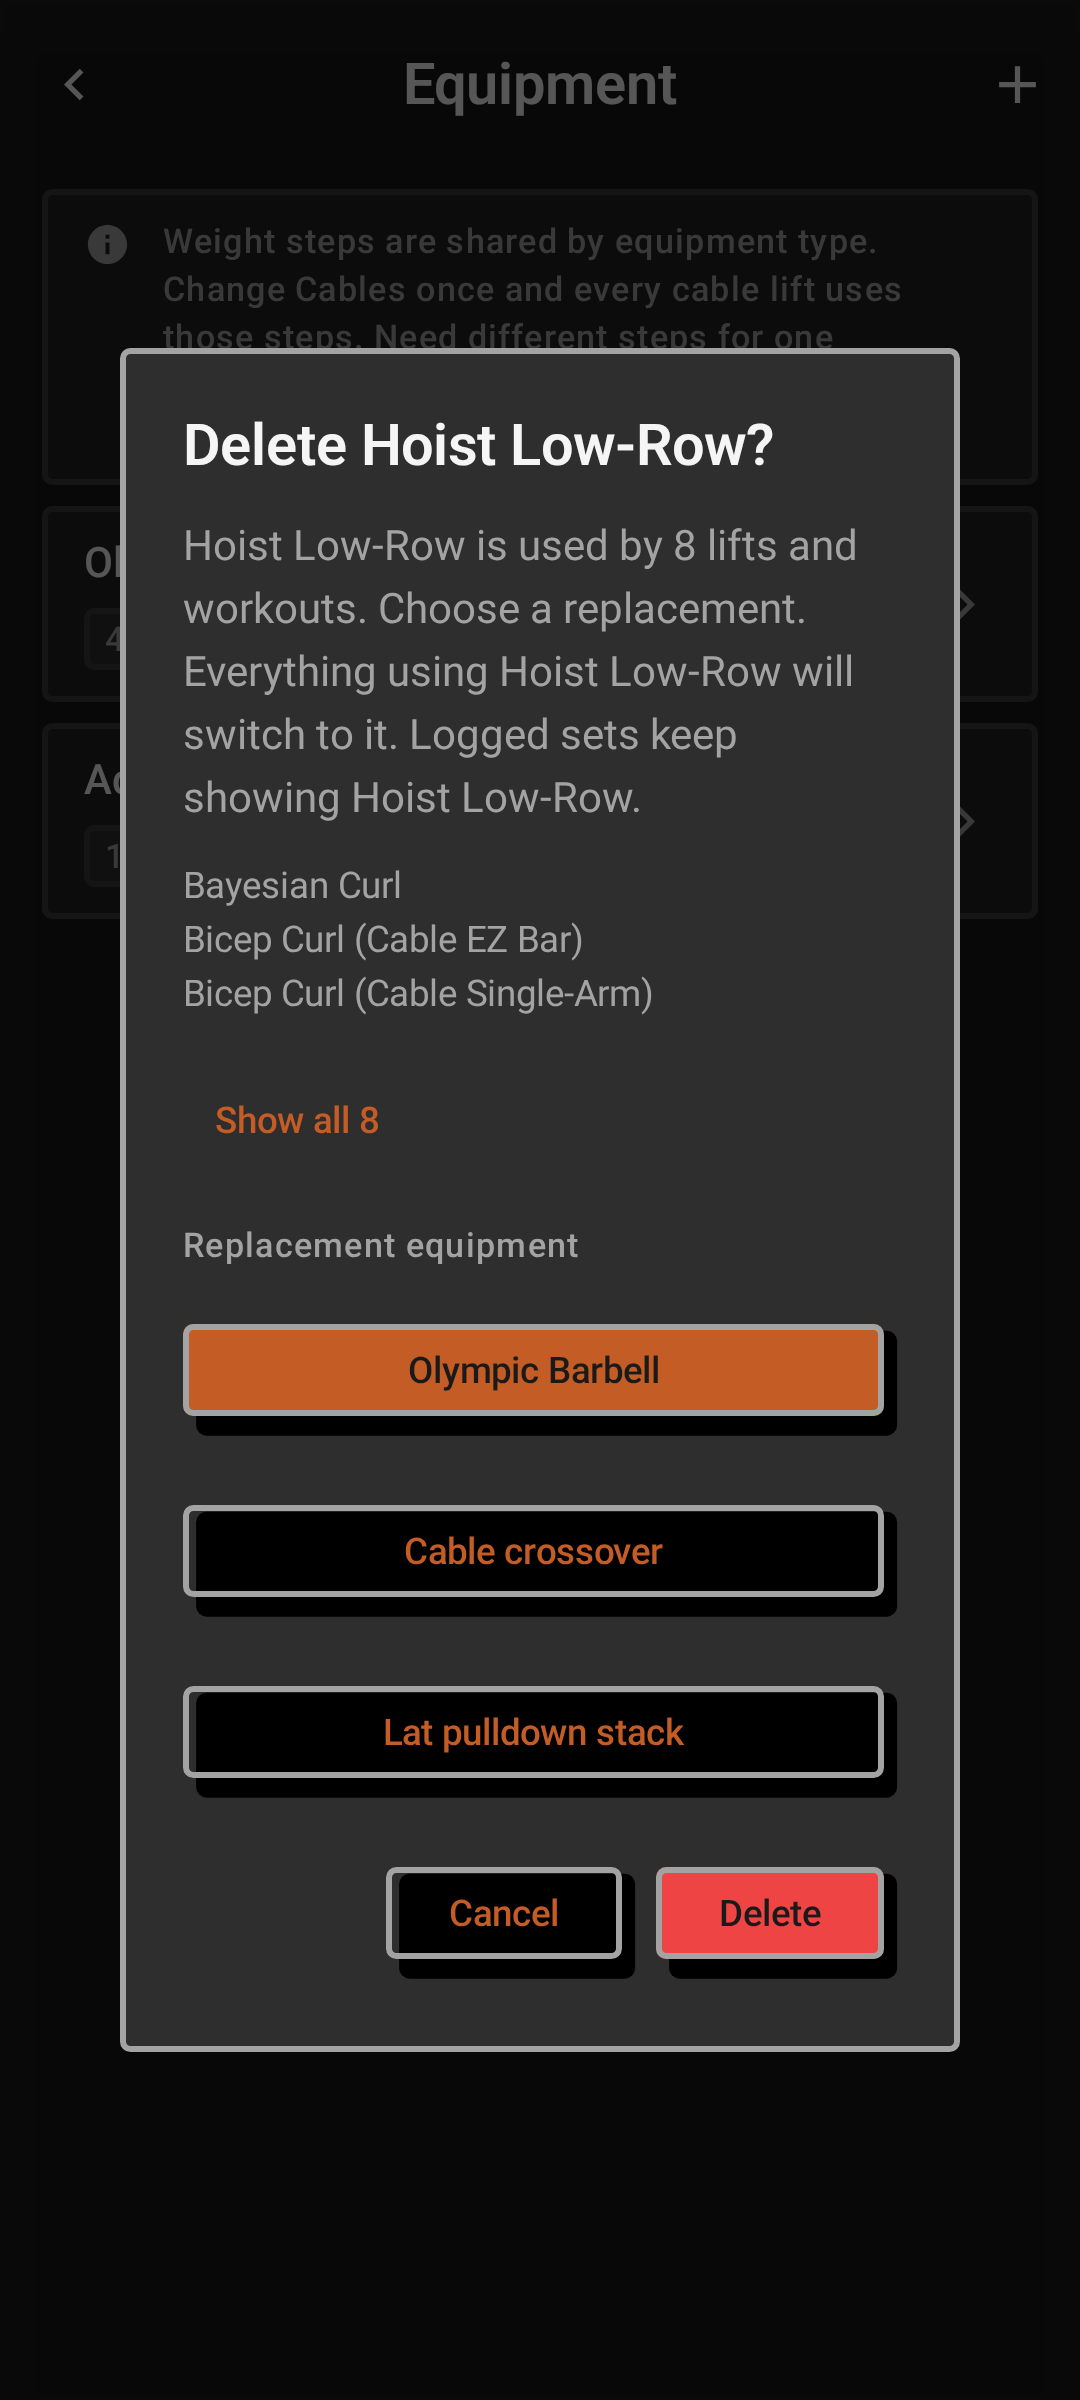 Equipment
Weight steps are shared by equipment type.
Change Cables once and every cable lift uses
those steps. Need different steps for one
Delete Hoist Low-Row?
Hoist Low-Row is used by 8 lifts and
workouts. Choose a replacement.
Everything using Hoist Low-Row will
switch to it. Logged sets keep
showing Hoist Low-Row.
Bayesian Curl
Bicep Curl (Cable EZ Bar)
Bicep Curl (Cable Single-Arm)
Show all 8
Replacement equipment
Olympic Barbell
Cable crossover
Lat pulldown stack
Cancel
Delete